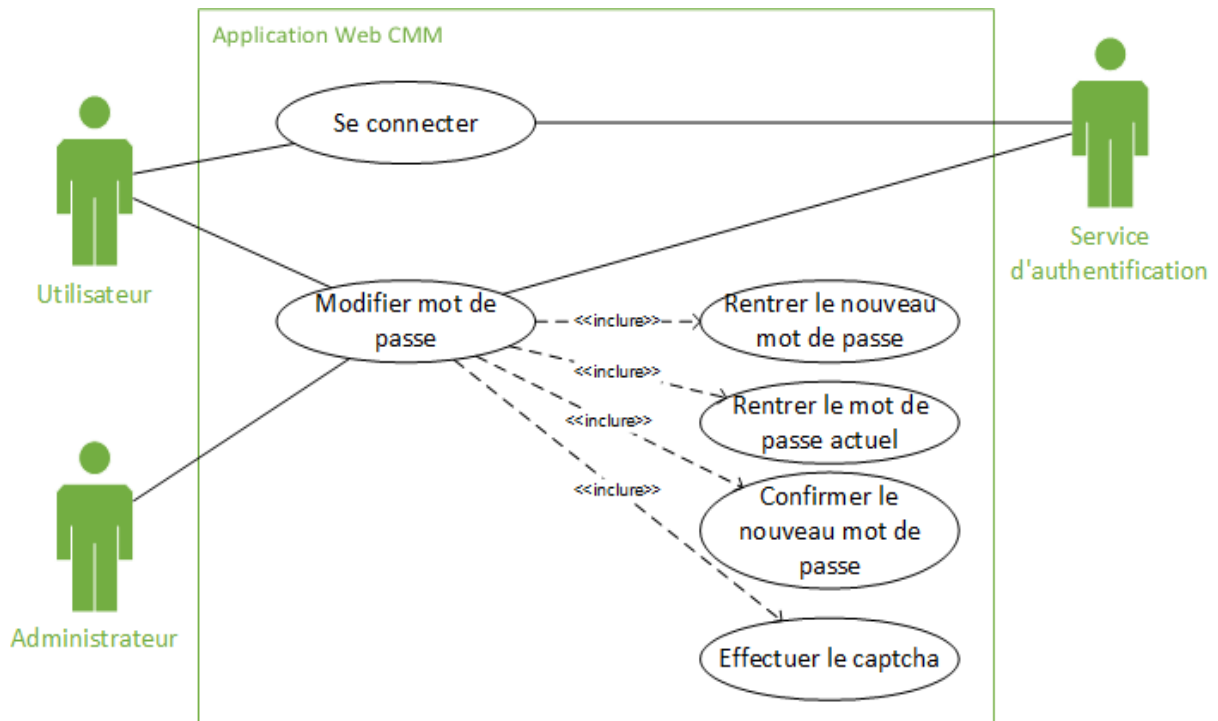 Application Web CMM
Se connecter
Utilisateur
Service
d'authentification
Modifier mot de
passe
<<inclure>>
Rentrer le nouveau
mot de passe
<<inclure>>
Rentrer le mot de
passe actuel
<<inclure>>
Confirmer le
nouveau mot de
passe
<<inclure>>
Effectuer le captcha
Administrateur